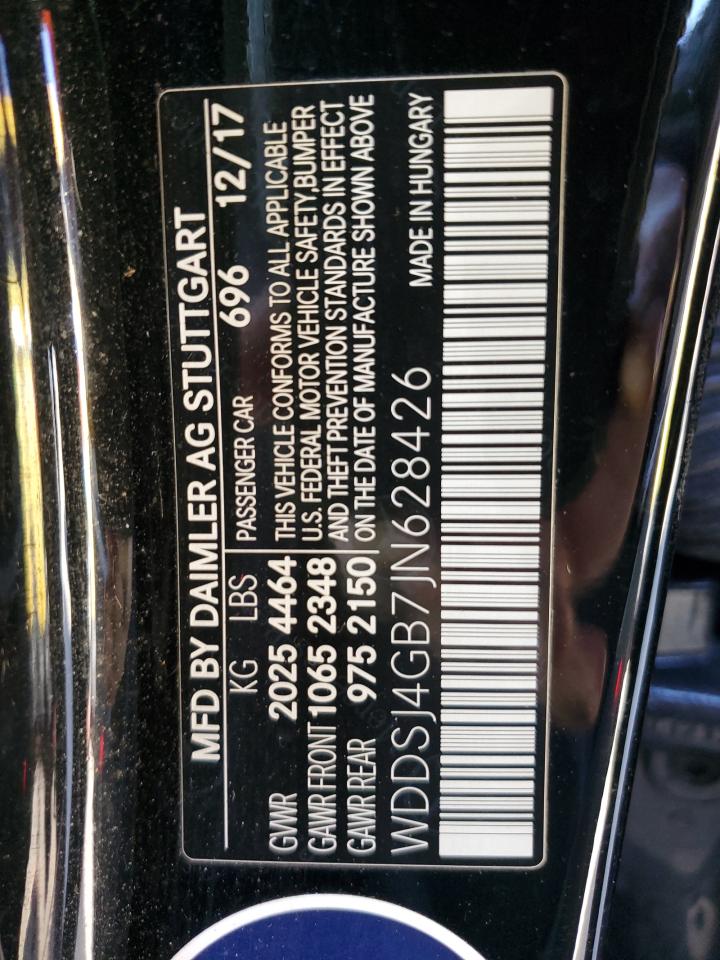 MFD BY DAIMLER AG STUTTGART
KG LBS PASSENGER CAR 696 12/17
GWR 2025 4464
GAWR FRONT 1065 2348
GAWR REAR 975 2150
THIS VEHICLE CONFORMS TO ALL APPLICABLE
U.S. FEDERAL MOTOR VEHICLE SAFETY,BUMPER
AND THEFT PREVENTION STANDARDS IN EFFECT
ON THE DATE OF MANUFACTURE SHOWN ABOVE
WDDSJ4GB7JN628426 MADE IN HUNGARY